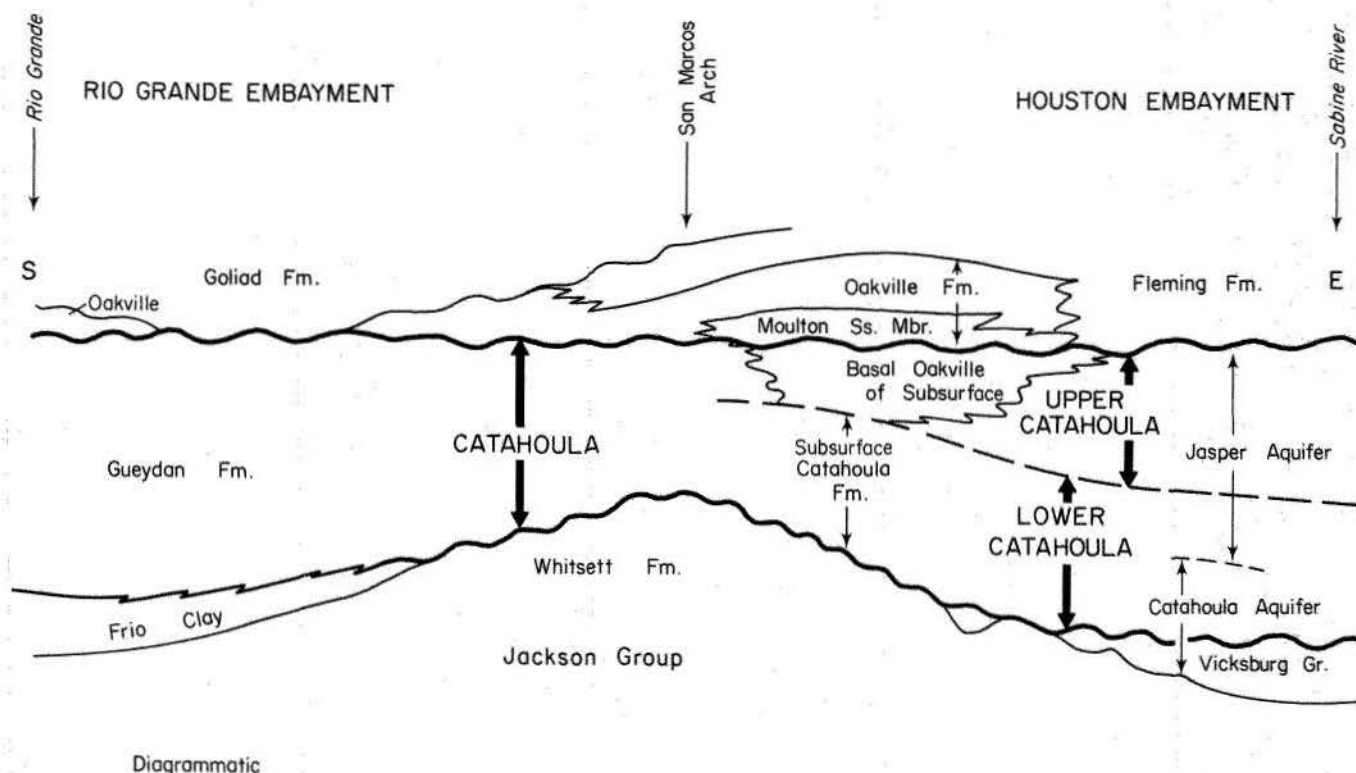 Rio Grande
RIO GRANDE EMBAYMENT
San Marcos
Arch
HOUSTON EMBAYMENT
Sabine River
S
Goliad Fm.
Oakville
Oakville Fm.
Fleming Fm.
E
Moulton Ss. Mbr.
Basal Oakville
of Subsurface
UPPER
CATAHOULA
CATAHOULA
Gueydan Fm.
Subsurface
Catahoula
Fm.
Jasper Aquifer
LOWER
CATAHOULA
Whitsett Fm.
Frio Clay
Catahoula Aquifer
Jackson Group
Vicksburg Gr.
Diagrammatic